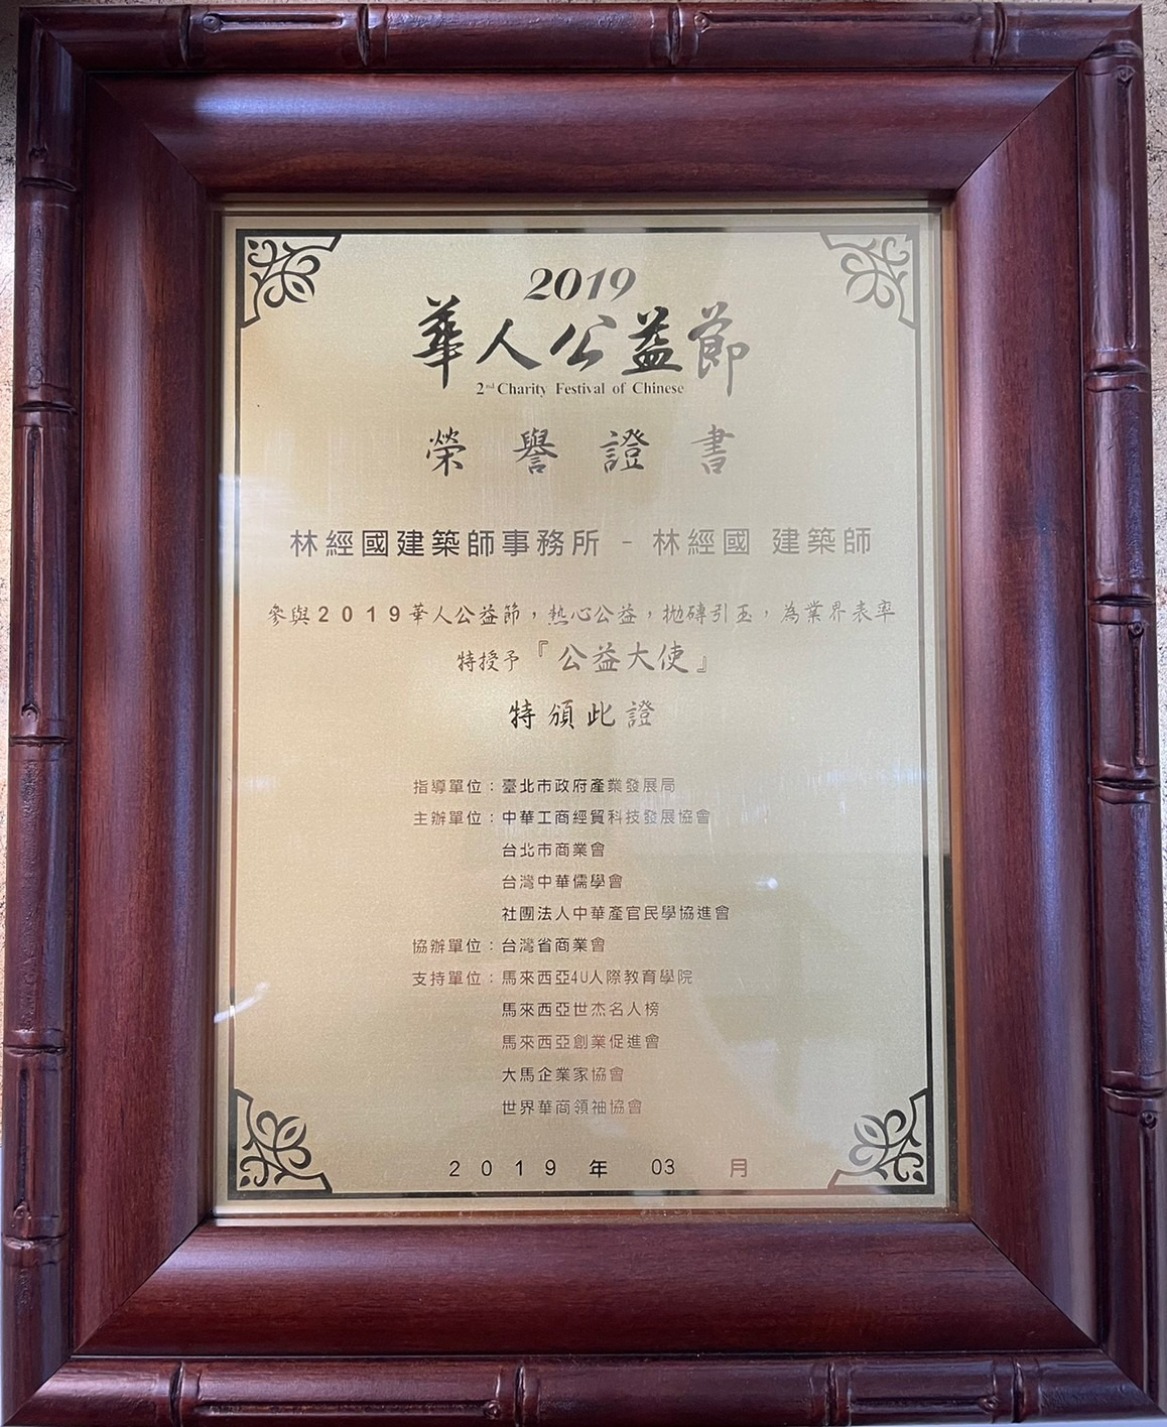 2019
華人公益節
2nd Charity Festival of Chinese
榮譽證書
林經國建築師事務所 - 林經國 建築師
參與2019華人公益節，熱心公益，拋磚引玉，為業界表率
特授予『公益大使』
特頒此證
指導單位：臺北市政府產業發展局
主辦單位：中華工商經貿科技發展協會
台北市商業會
台灣中華儒學會
社團法人中華產官民學協進會
協辦單位：台灣省商業會
支持單位：馬來西亞4U人際教育學院
馬來西亞世杰名人榜
馬來西亞創業促進會
大馬企業家協會
世界華商領袖協會
2019 年 03 月